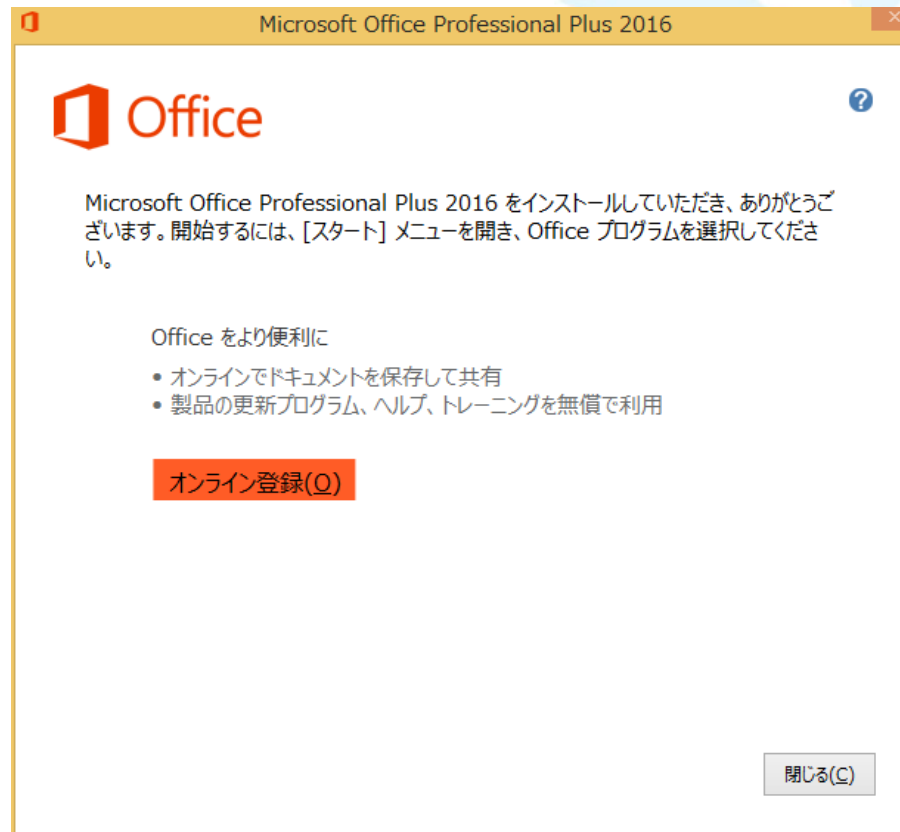 Microsoft Office Professional Plus 2016
Office
?
Microsoft Office Professional Plus 2016 をインストールしていただき、ありがとうご
ざいます。開始するには、[スタート] メニューを開き、Office プログラムを選択してくださ
い。
Office をより便利に
• オンラインでドキュメントを保存して共有
• 製品の更新プログラム、ヘルプ、トレーニングを無償で利用
オンライン登録(O)
閉じる(C)